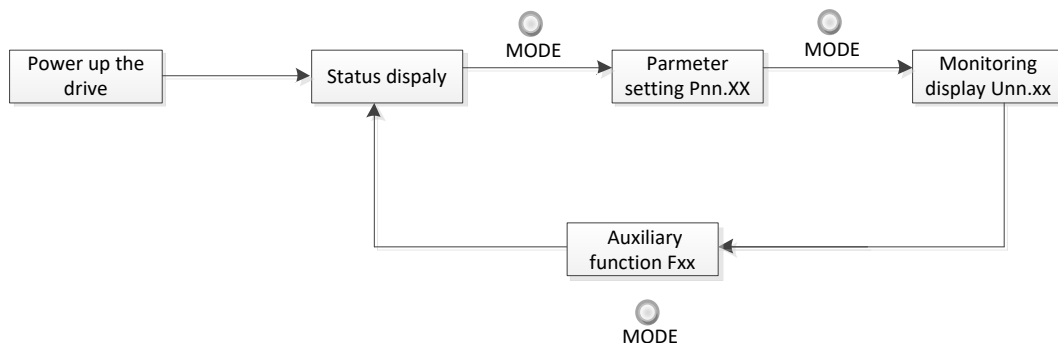 MODE
MODE
Power up the
drive
Status dispaly
Parmeter
setting Pnn.XX
Monitoring
display Unn.xx
Auxiliary
function Fxx
MODE